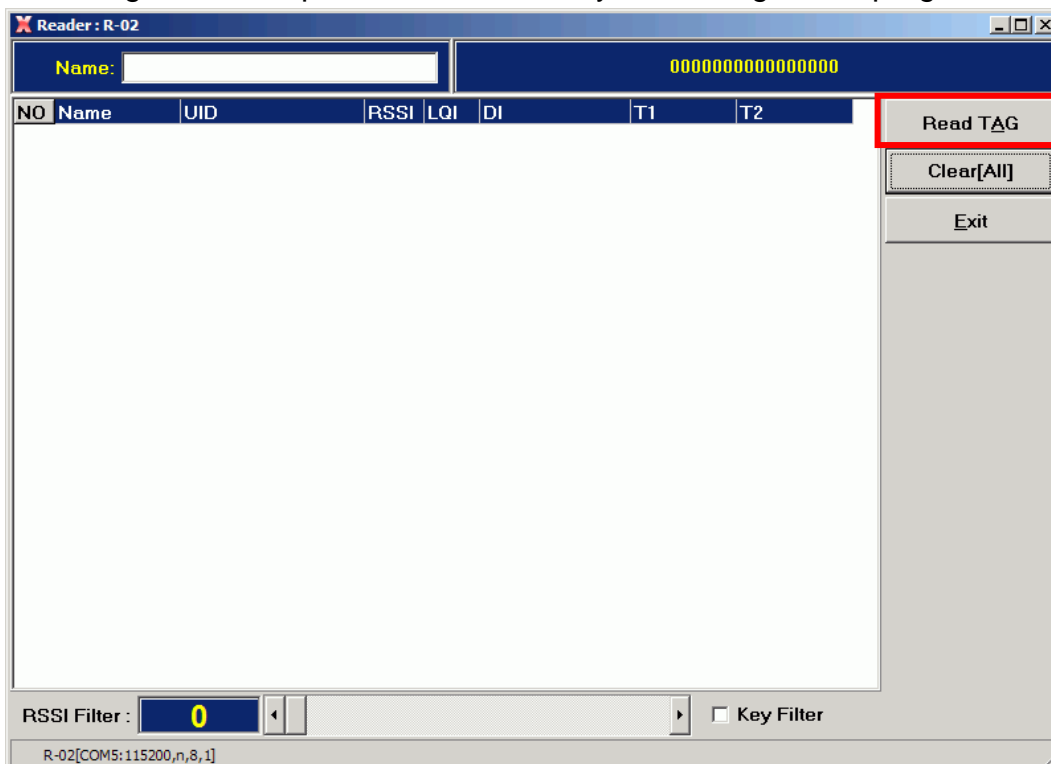 Reader : R-02
Name: 0000000000000000
NO Name UID RSSI LQI DI T1 T2
Read TAG
Clear[All]
Exit
RSSI Filter : 0 Key Filter
R-02[COM5:115200,n,8,1]